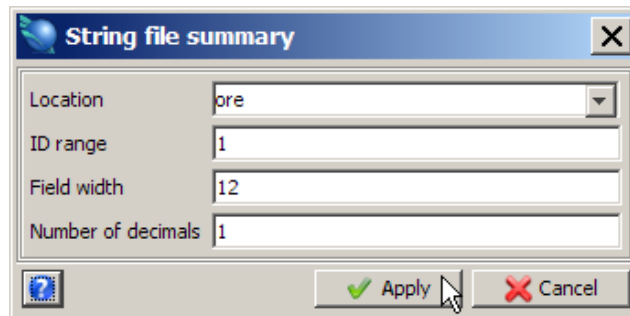 String file summary
Location ore
ID range 1
Field width 12
Number of decimals 1
? Apply Cancel